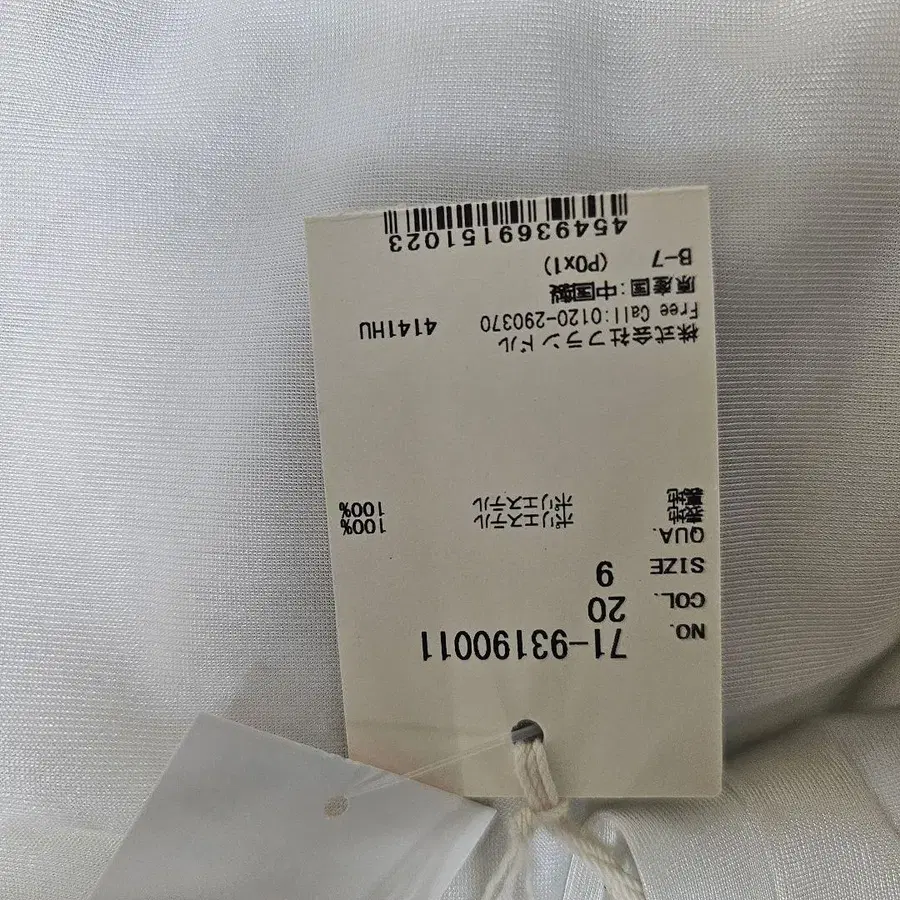 NO. 71-93190011
COL. 20
SIZE 9
QUA.
表地 ポリエステル 100%
裏地 ポリエステル 100%
株式会社フランドル
Free Call:0120-290370 4141HU
原産国:中国製
B-7 (P0x1)
4549369151023